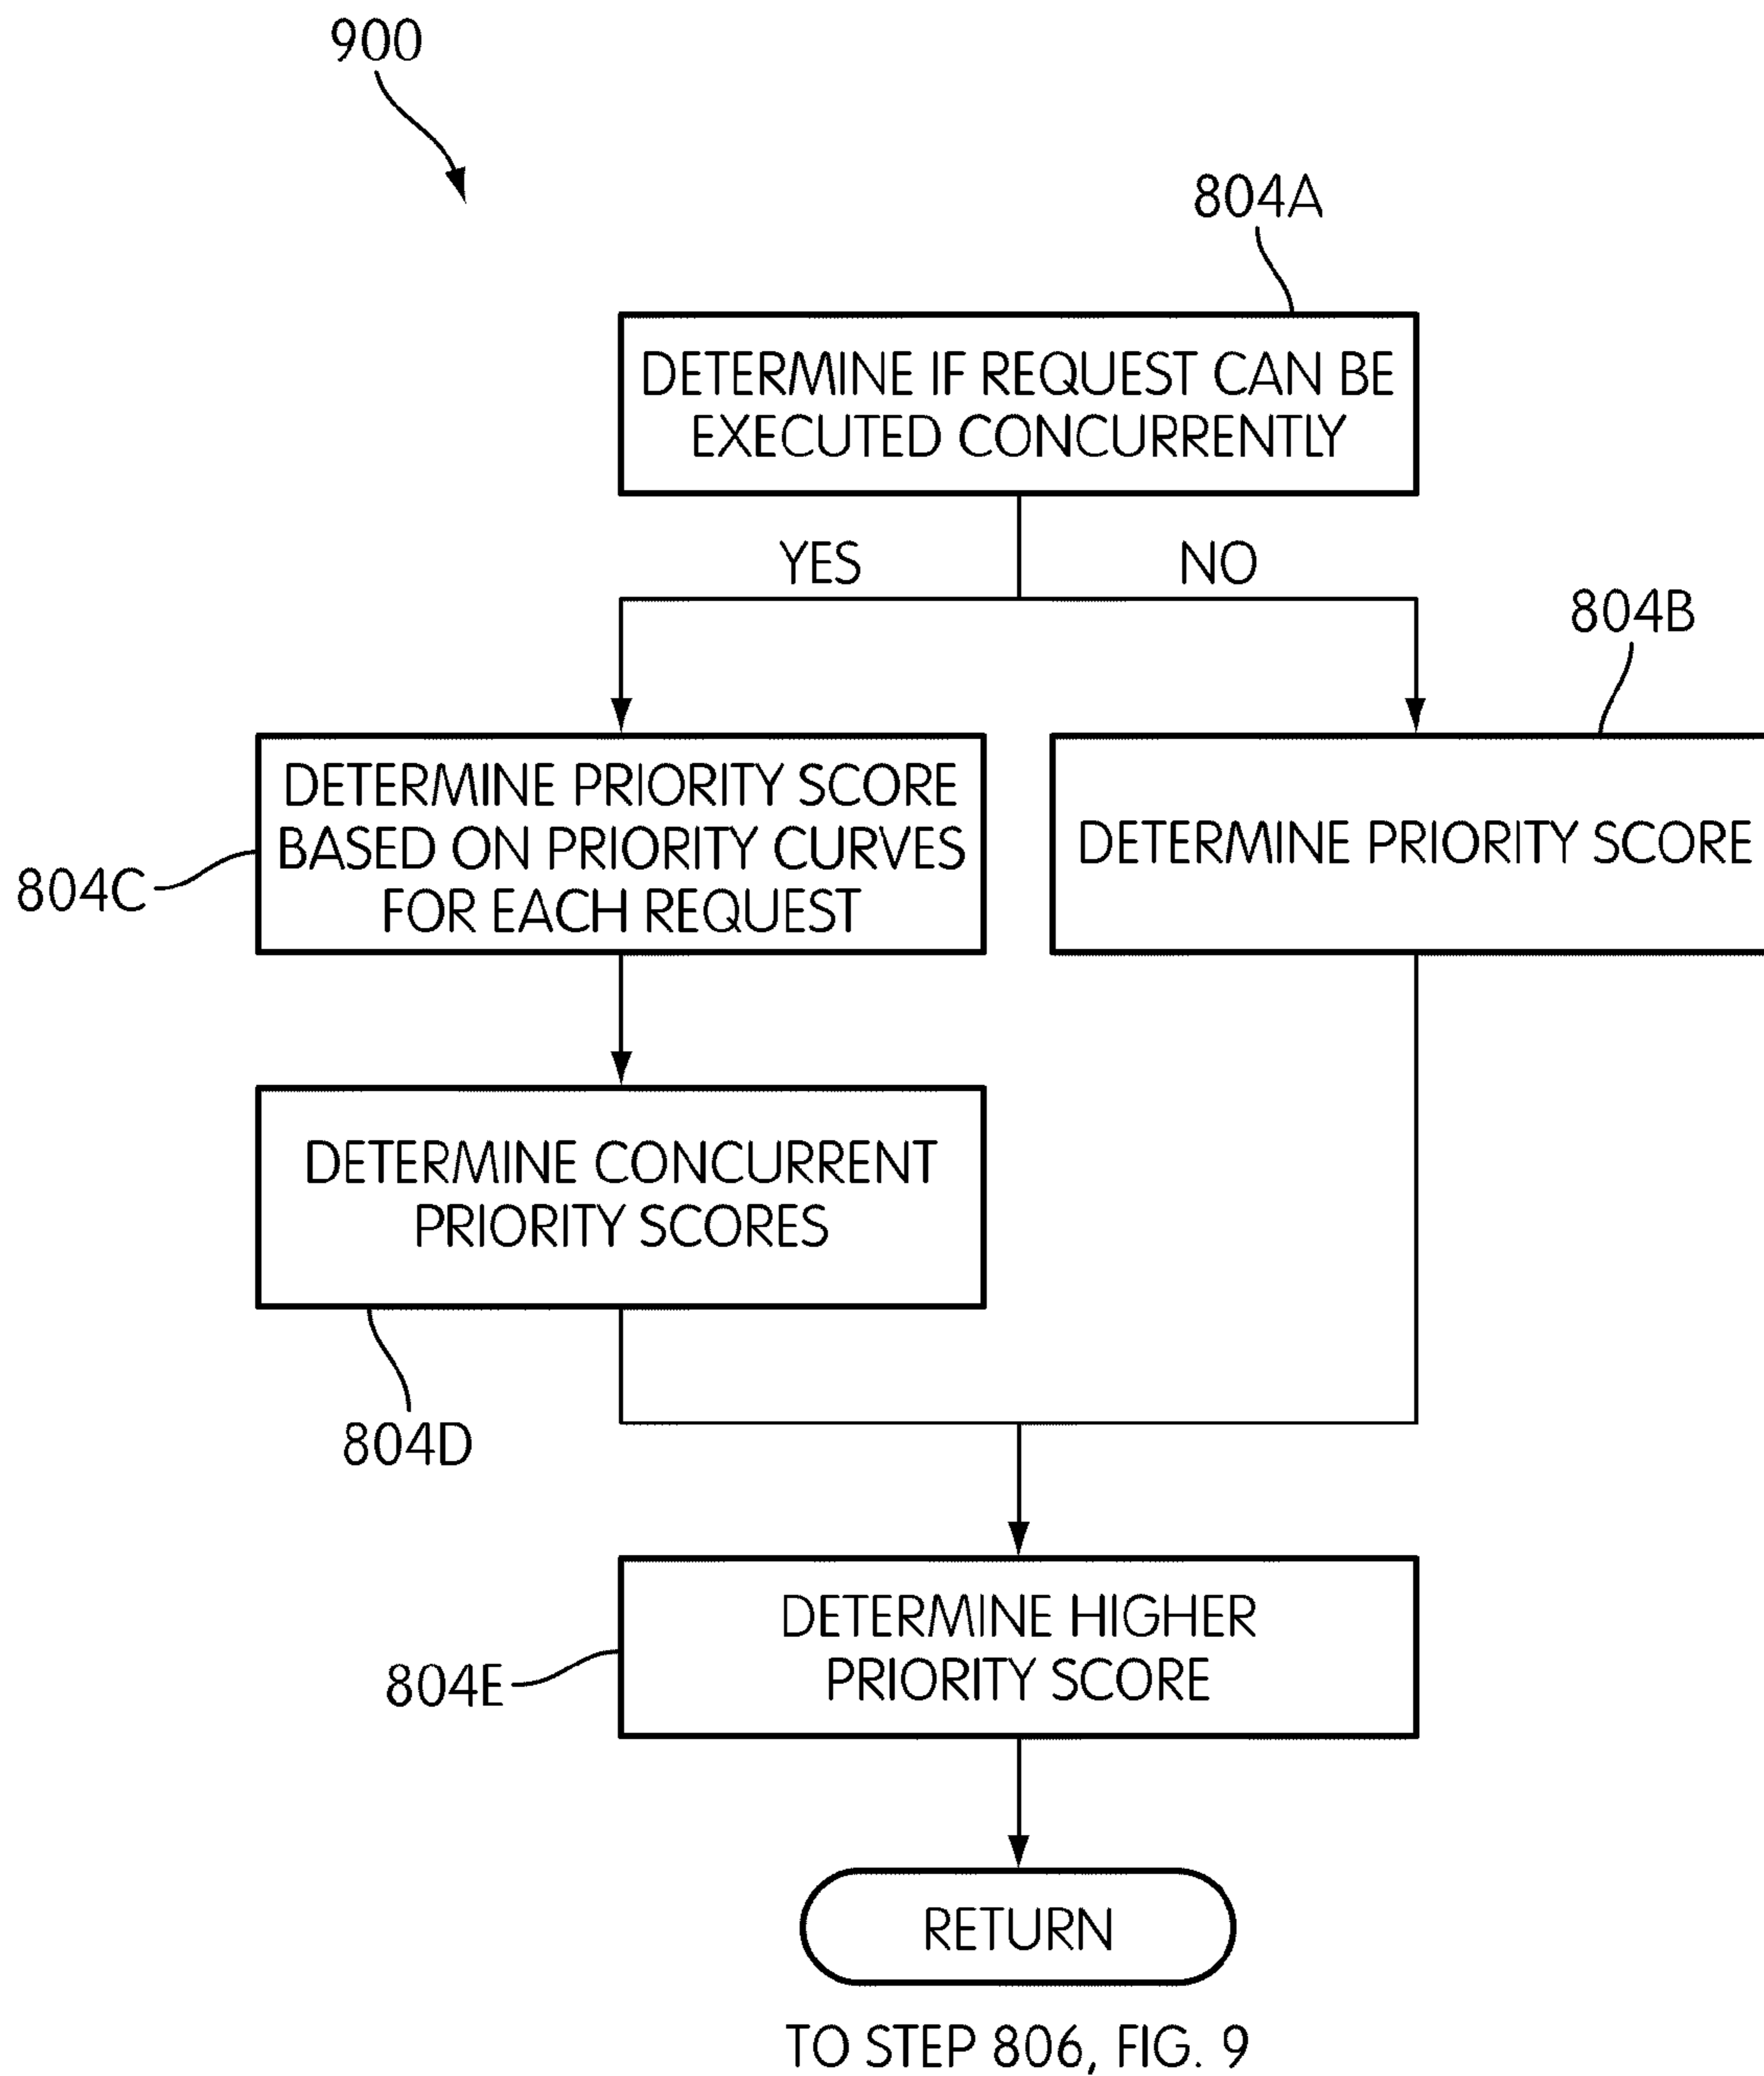 900
804A
DETERMINE IF REQUEST CAN BE
EXECUTED CONCURRENTLY
YES
NO
804B
DETERMINE PRIORITY SCORE
BASED ON PRIORITY CURVES
FOR EACH REQUEST
804C
DETERMINE PRIORITY SCORE
DETERMINE CONCURRENT
PRIORITY SCORES
804D
DETERMINE HIGHER
PRIORITY SCORE
804E
RETURN
TO STEP 806, FIG. 9